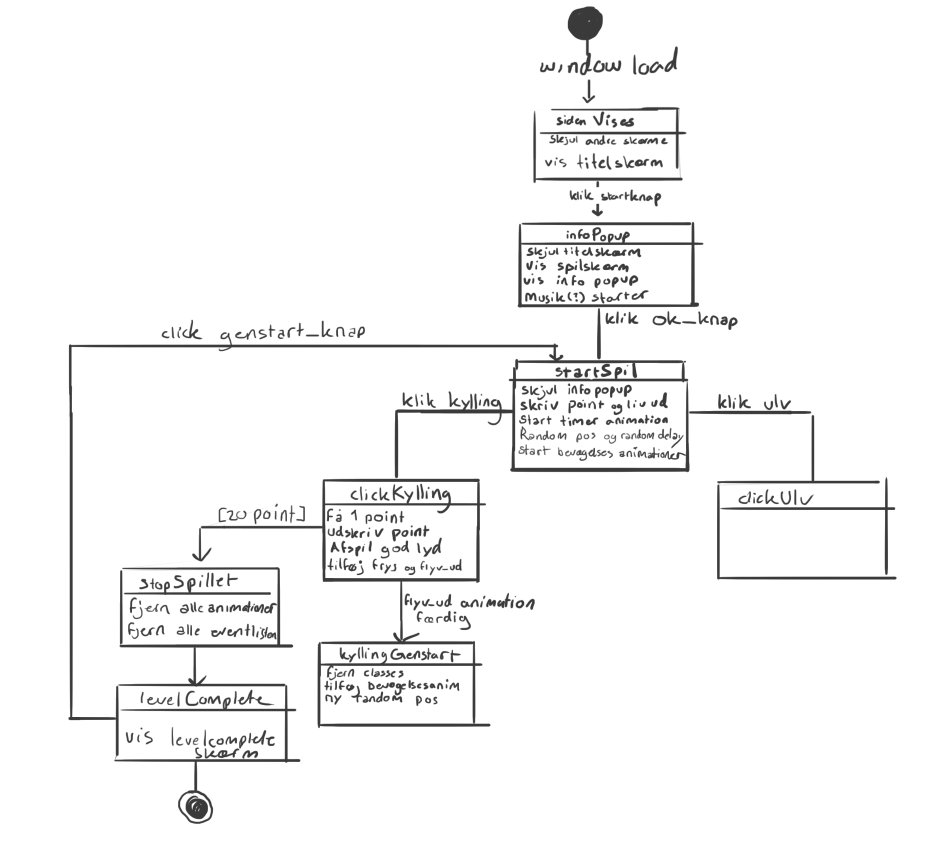 window load
siden Vises
skjul andre skærme
vis titelskærm
klik startknap
infoPopup
skjul titelskærm
Vis spilskærm
vis info popup
Musik(?) starter
klik ok_knap
click genstart_knap
startSpil
skjul infopopup
skriv point og liv ud
start timer animation
Random pos og random delay
start bevægelses animationer
klik kylling
klik ulv
clickKylling
Få 1 point
udskriv point
Afspil god lyd
tilføj frys og flyv_ud
clickUlv
[20 point]
stopSpillet
Fjern alle animationer
Fjern alle eventlisten
flyv_ud animation
færdig
kyllingGenstart
Fjern classes
tilføj bevægelsesanim
ny random pos
levelComplete
vis levelcomplete
skærm